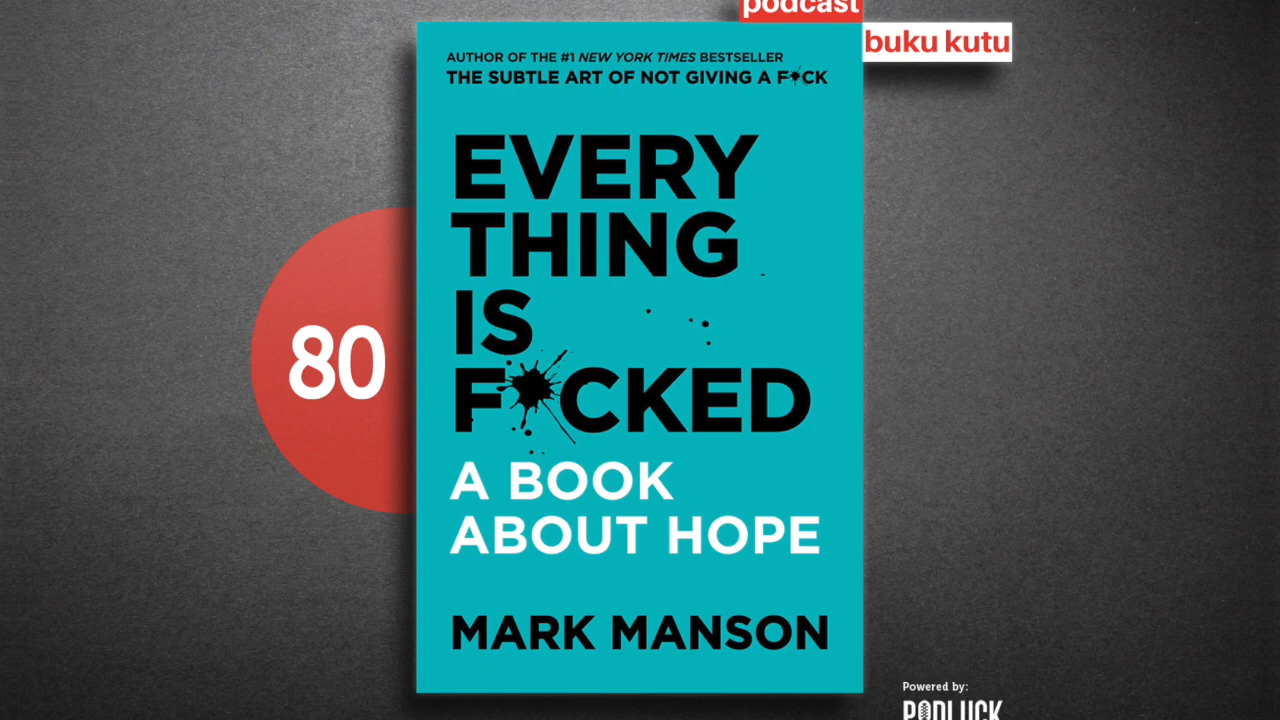 podcast
buku kutu
AUTHOR OF THE #1 NEW YORK TIMES BESTSELLER
THE SUBTLE ART OF NOT GIVING A F*CK
EVERY
THING
IS
F*CKED
A BOOK
ABOUT HOPE
MARK MANSON
80
Powered by:
PODLUCK